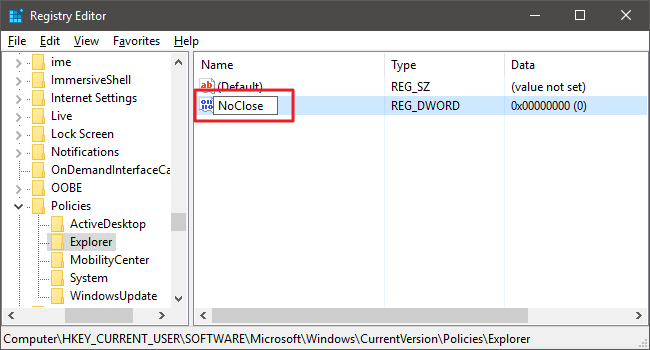 Registry Editor
File Edit View Favorites Help
ime
ImmersiveShell
Internet Settings
Live
Lock Screen
Notifications
OnDemandInterfaceCa
OOBE
Policies
ActiveDesktop
Explorer
MobilityCenter
System
WindowsUpdate
Name Type Data
ab (Default) REG_SZ (value not set)
NoClose REG_DWORD 0x00000000 (0)
Computer\HKEY_CURRENT_USER\SOFTWARE\Microsoft\Windows\CurrentVersion\Policies\Explorer